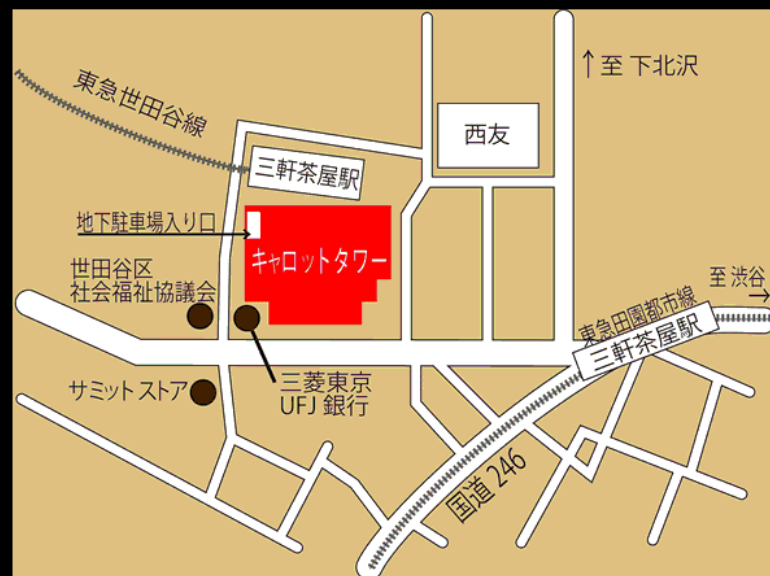 ↑至 下北沢
東急世田谷線
西友
三軒茶屋駅
地下駐車場入り口
キャロットタワー
世田谷区
社会福祉協議会
至 渋谷
→
東急田園都市線
三軒茶屋駅
三菱東京
UFJ 銀行
サミットストア
国道 246